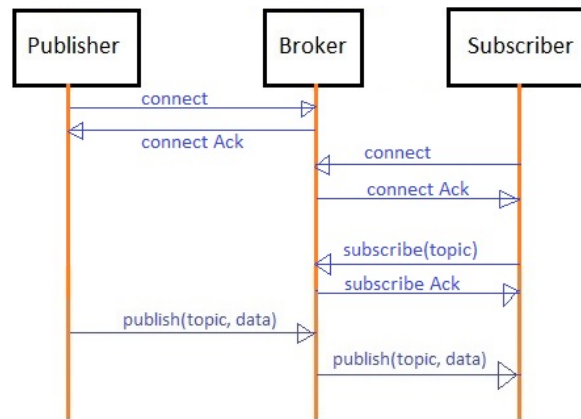 Publisher
Broker
Subscriber
connect
connect Ack
connect
connect Ack
subscribe(topic)
subscribe Ack
publish(topic, data)
publish(topic, data)